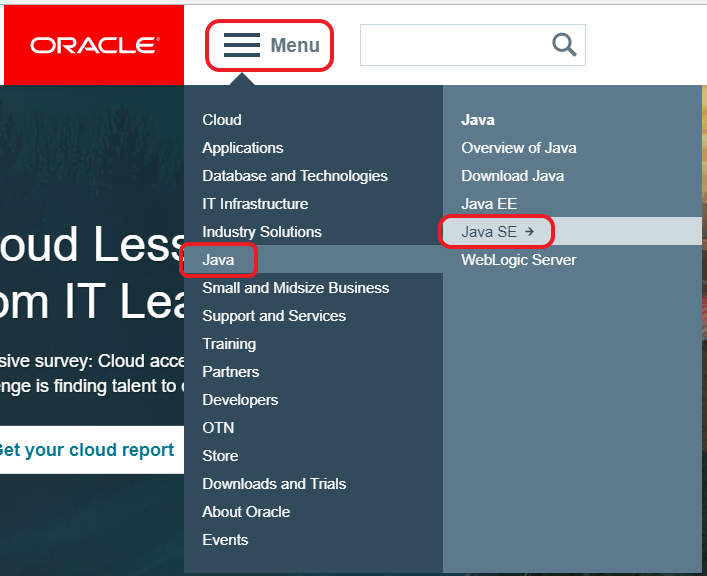 ORACLE
Menu
Cloud
Applications
Database and Technologies
IT Infrastructure
Industry Solutions
Java
Small and Midsize Business
Support and Services
Training
Partners
Developers
OTN
Store
Downloads and Trials
About Oracle
Events
Java
Overview of Java
Download Java
Java EE
Java SE →
WebLogic Server
oud Less
om IT Lea
sive survey: Cloud acce
enge is finding talent to
Get your cloud report